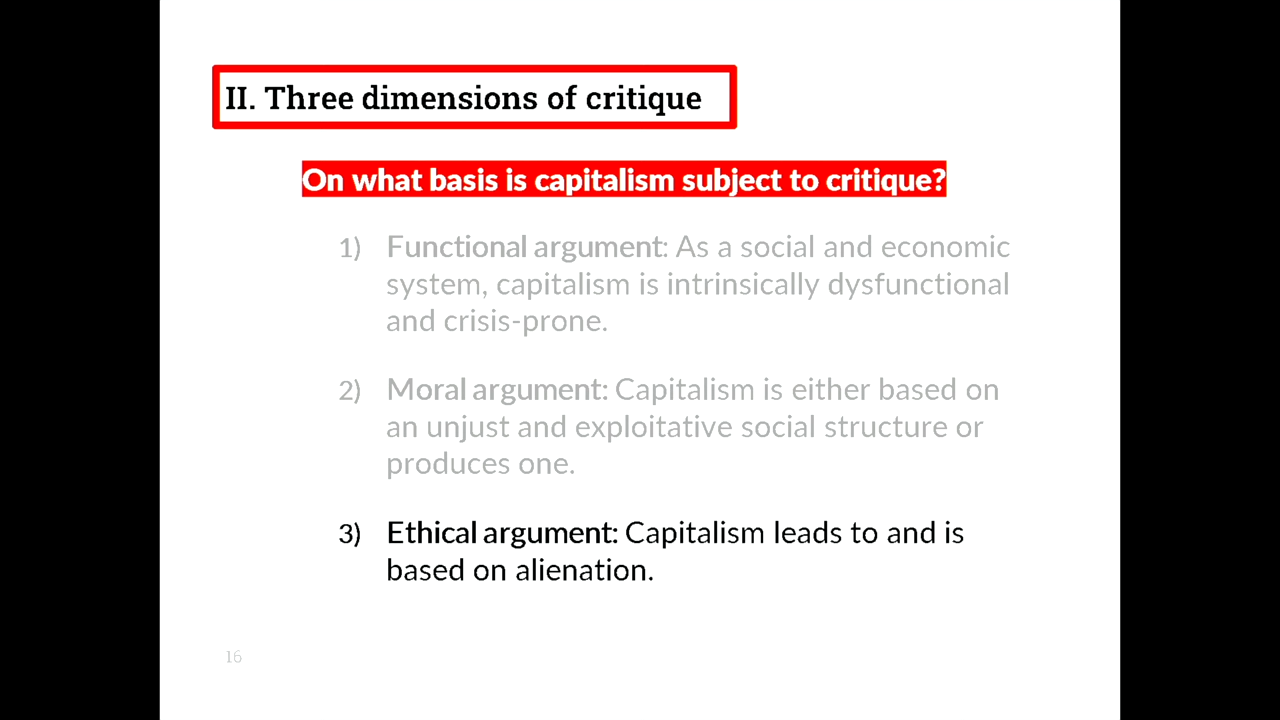 II. Three dimensions of critique
On what basis is capitalism subject to critique?
1) Functional argument: As a social and economic
system, capitalism is intrinsically dysfunctional
and crisis-prone.
2) Moral argument: Capitalism is either based on
an unjust and exploitative social structure or
produces one.
3) Ethical argument: Capitalism leads to and is
based on alienation.
16